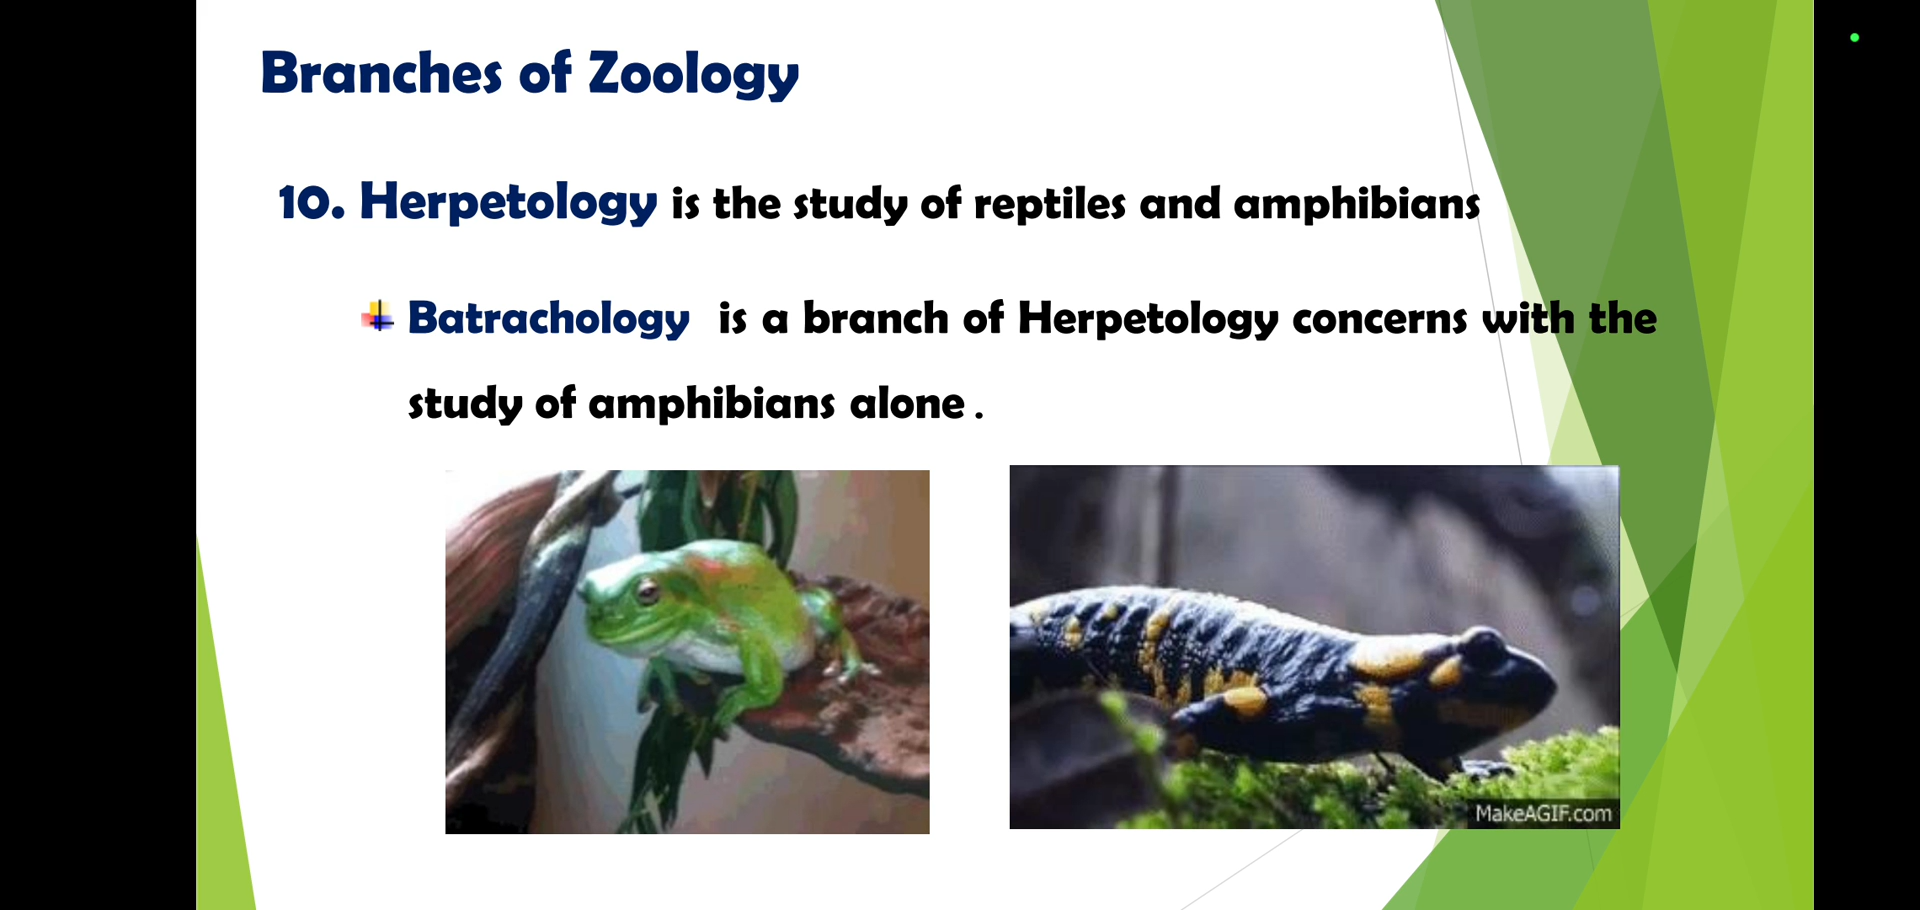 Branches of Zoology
10. Herpetology is the study of reptiles and amphibians
Batrachology is a branch of Herpetology concerns with the
study of amphibians alone .
MakeAGIF.com